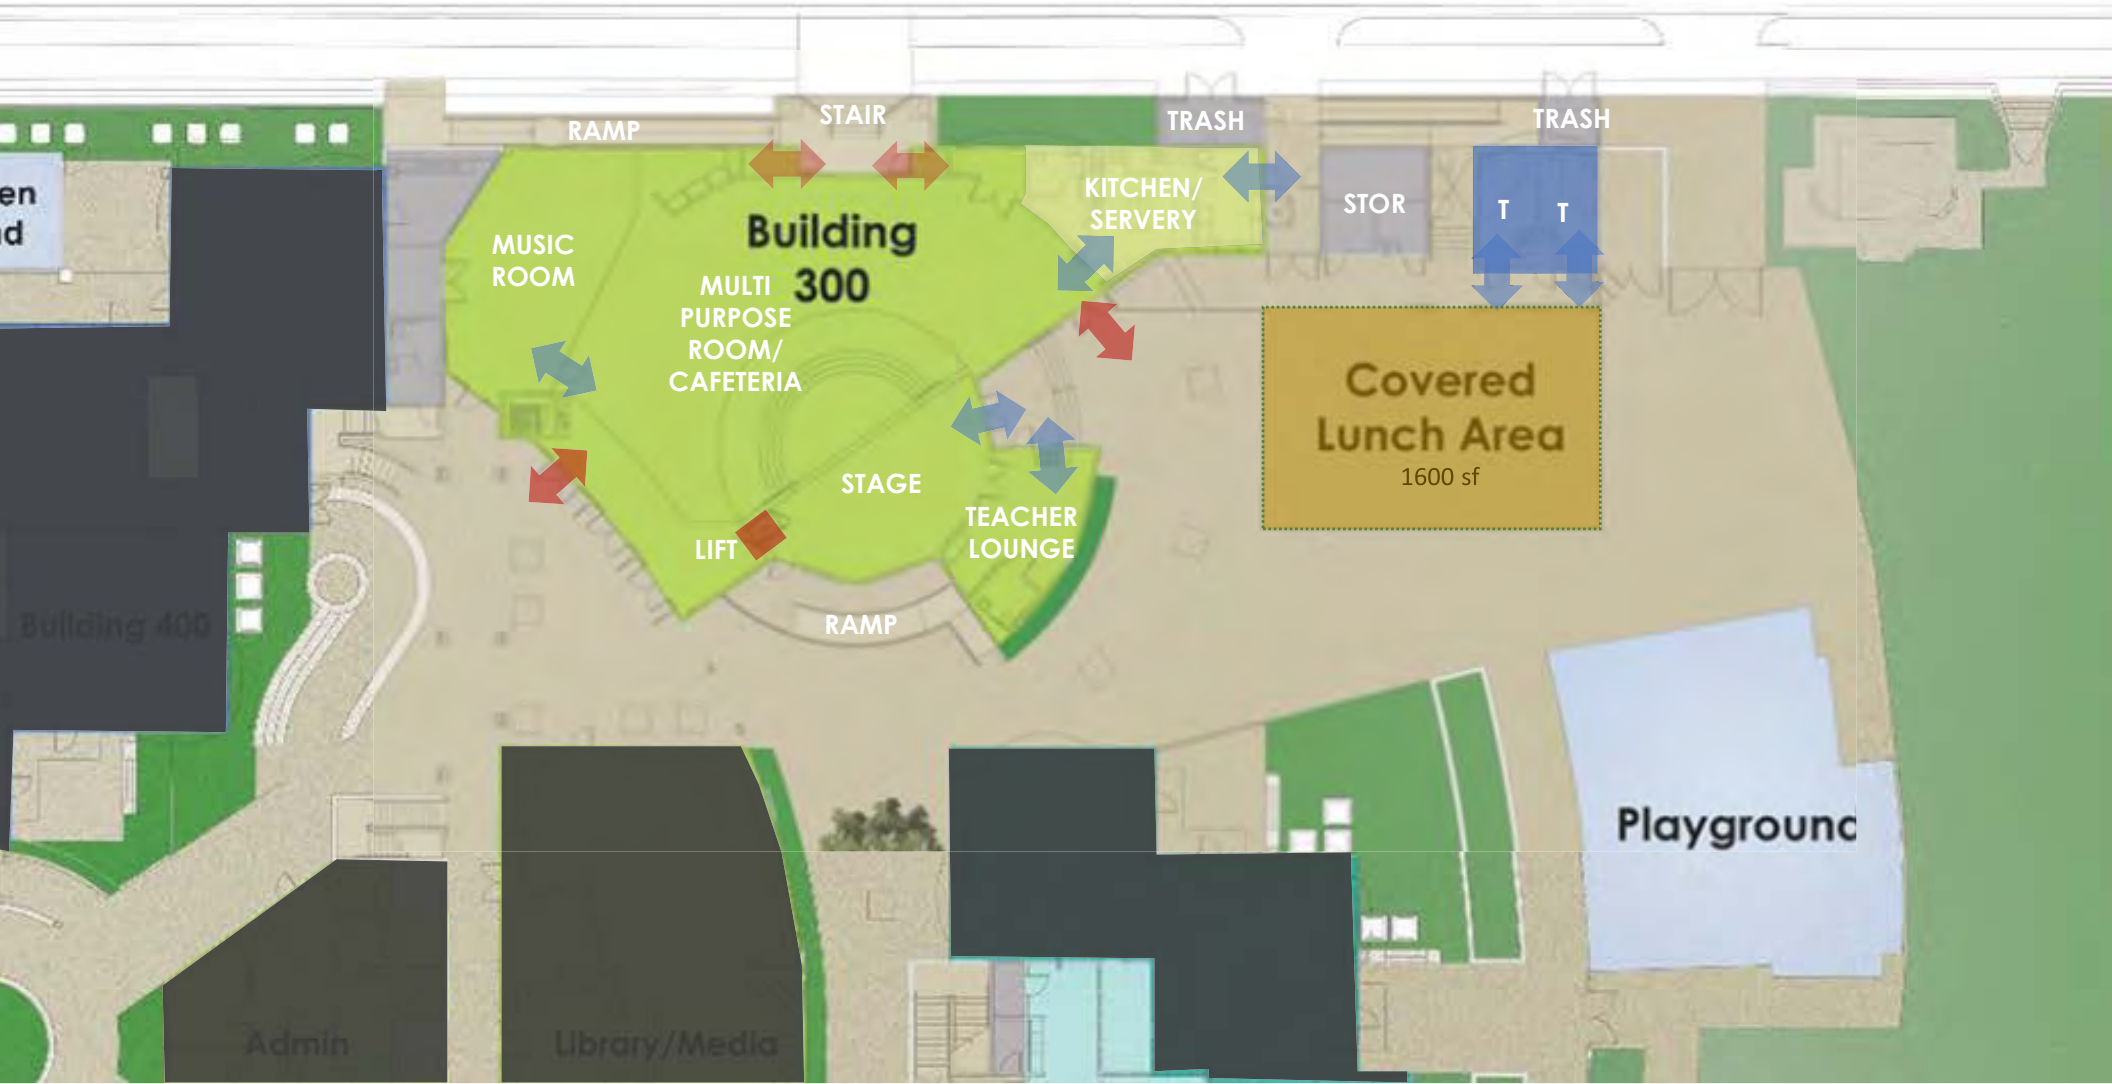 RAMP
STAIR
TRASH
TRASH
en
d
MUSIC
ROOM
Building
300
MULTI
PURPOSE
ROOM/
CAFETERIA
KITCHEN/
SERVERY
STOR
T T
Covered
Lunch Area
1600 sf
STAGE
LIFT
TEACHER
LOUNGE
RAMP
Building 400
Playground
Admin
Library/Media